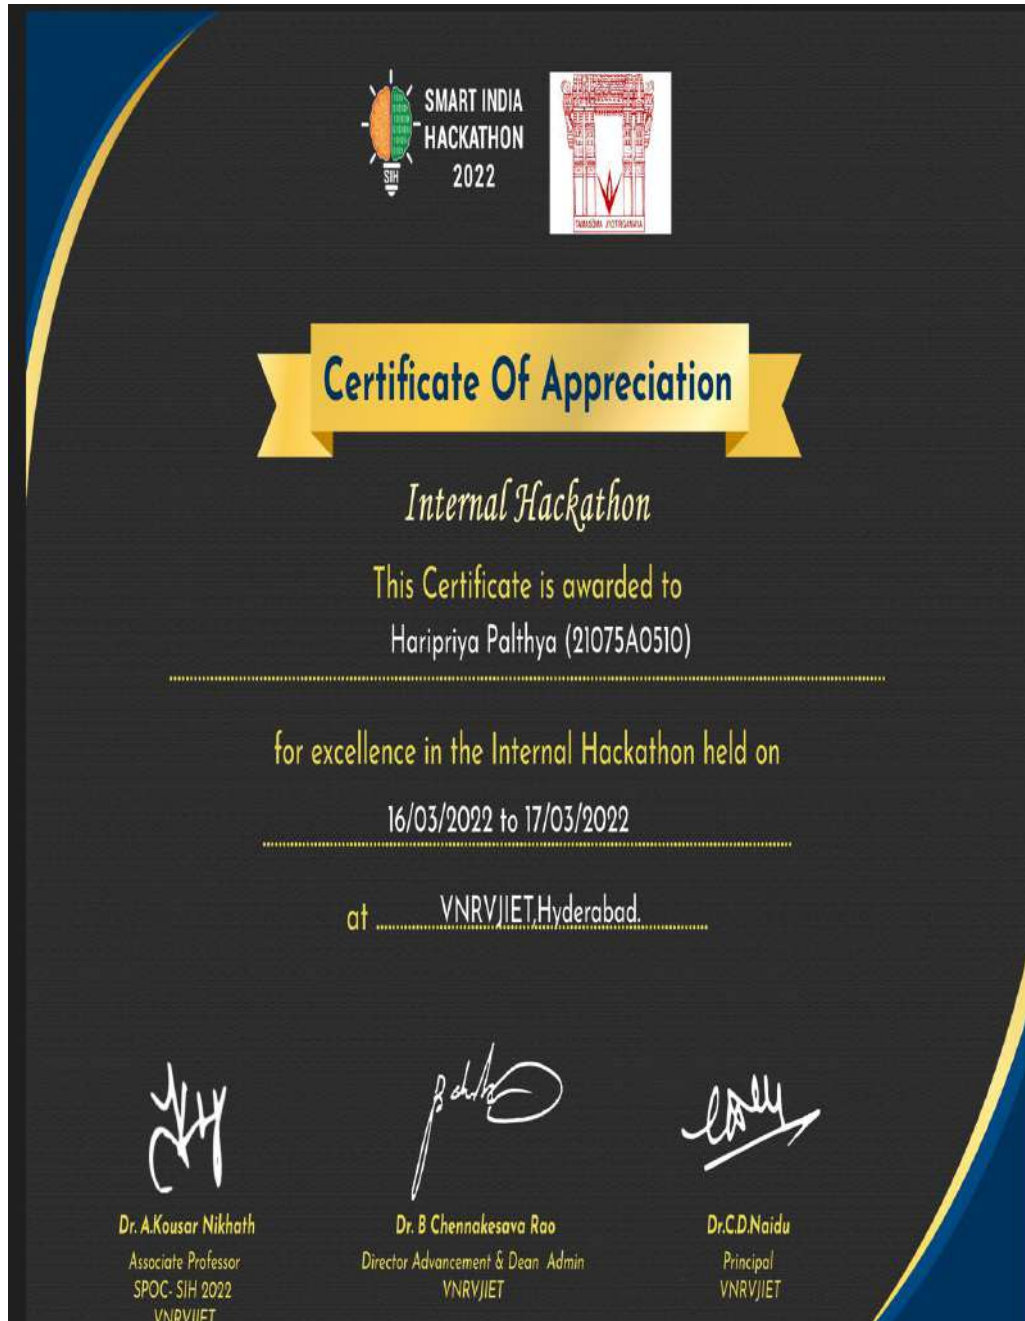 SMART INDIA
HACKATHON
2022
SIH
TAMASOMA JYOTIRGAMAYA
Certificate Of Appreciation
Internal Hackathon
This Certificate is awarded to
Haripriya Palthya (21075A0510)
for excellence in the Internal Hackathon held on
16/03/2022 to 17/03/2022
at VNRVJIET,Hyderabad.
Dr. A.Kousar Nikhath
Associate Professor
SPOC- SIH 2022
VNRVJIET
Dr. B Chennakesava Rao
Director Advancement & Dean Admin
VNRVJIET
Dr.C.D.Naidu
Principal
VNRVJIET